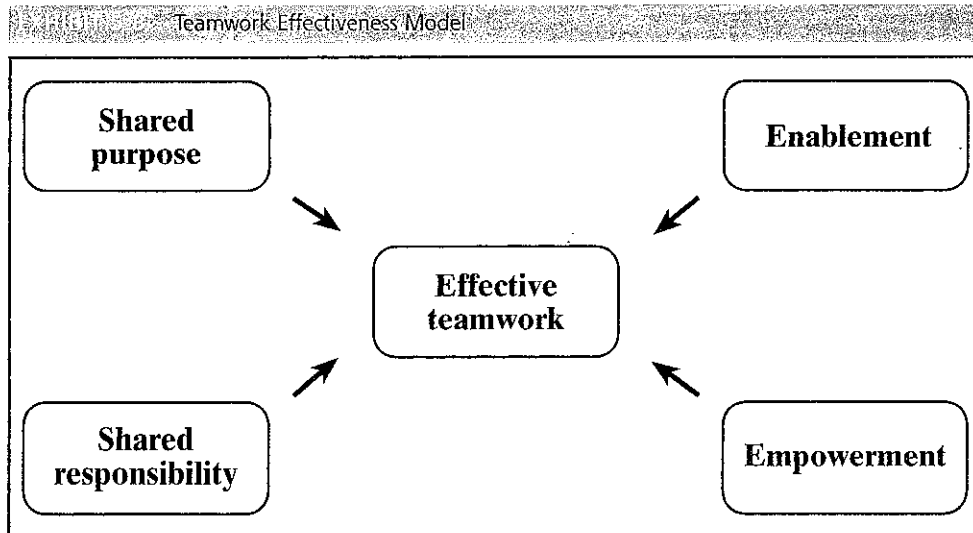 Teamwork Effectiveness Model
Shared
purpose
Enablement
Effective
teamwork
Shared
responsibility
Empowerment